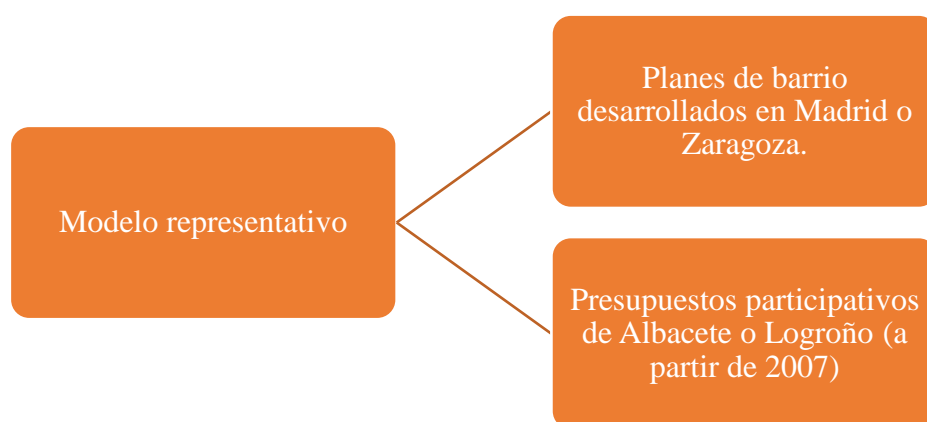 Modelo representativo
Planes de barrio
desarrollados en Madrid o
Zaragoza.
Presupuestos participativos
de Albacete o Logroño (a
partir de 2007)